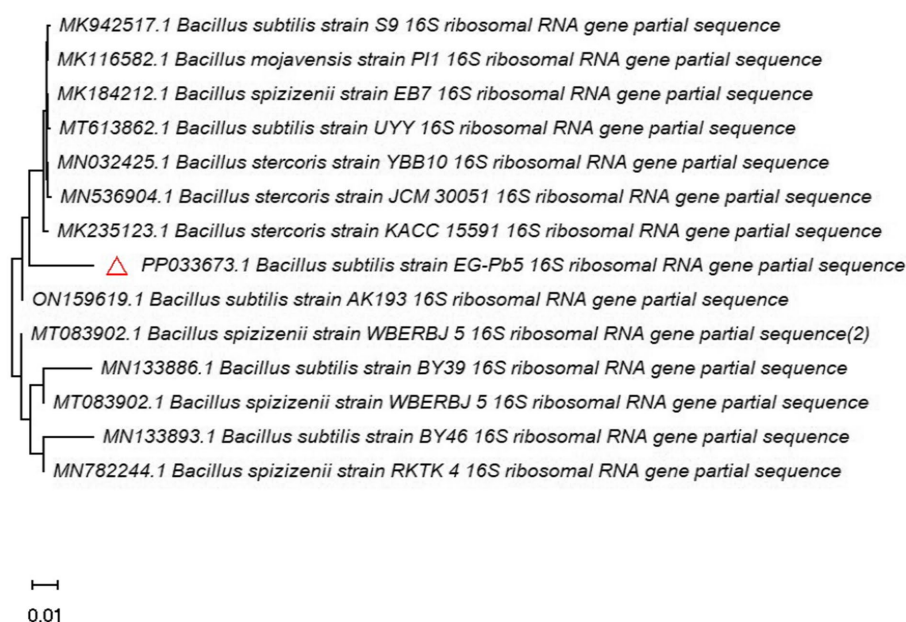 MK942517.1 Bacillus subtilis strain S9 16S ribosomal RNA gene partial sequence
MK116582.1 Bacillus mojavensis strain PI1 16S ribosomal RNA gene partial sequence
MK184212.1 Bacillus spizizenii strain EB7 16S ribosomal RNA gene partial sequence
MT613862.1 Bacillus subtilis strain UYY 16S ribosomal RNA gene partial sequence
MN032425.1 Bacillus stercoris strain YBB10 16S ribosomal RNA gene partial sequence
MN536904.1 Bacillus stercoris strain JCM 30051 16S ribosomal RNA gene partial sequence
MK235123.1 Bacillus stercoris strain KACC 15591 16S ribosomal RNA gene partial sequence
PP033673.1 Bacillus subtilis strain EG-Pb5 16S ribosomal RNA gene partial sequence
ON159619.1 Bacillus subtilis strain AK193 16S ribosomal RNA gene partial sequence
MT083902.1 Bacillus spizizenii strain WBERBJ 5 16S ribosomal RNA gene partial sequence(2)
MN133886.1 Bacillus subtilis strain BY39 16S ribosomal RNA gene partial sequence
MT083902.1 Bacillus spizizenii strain WBERBJ 5 16S ribosomal RNA gene partial sequence
MN133893.1 Bacillus subtilis strain BY46 16S ribosomal RNA gene partial sequence
MN782244.1 Bacillus spizizenii strain RKTK 4 16S ribosomal RNA gene partial sequence
0.01